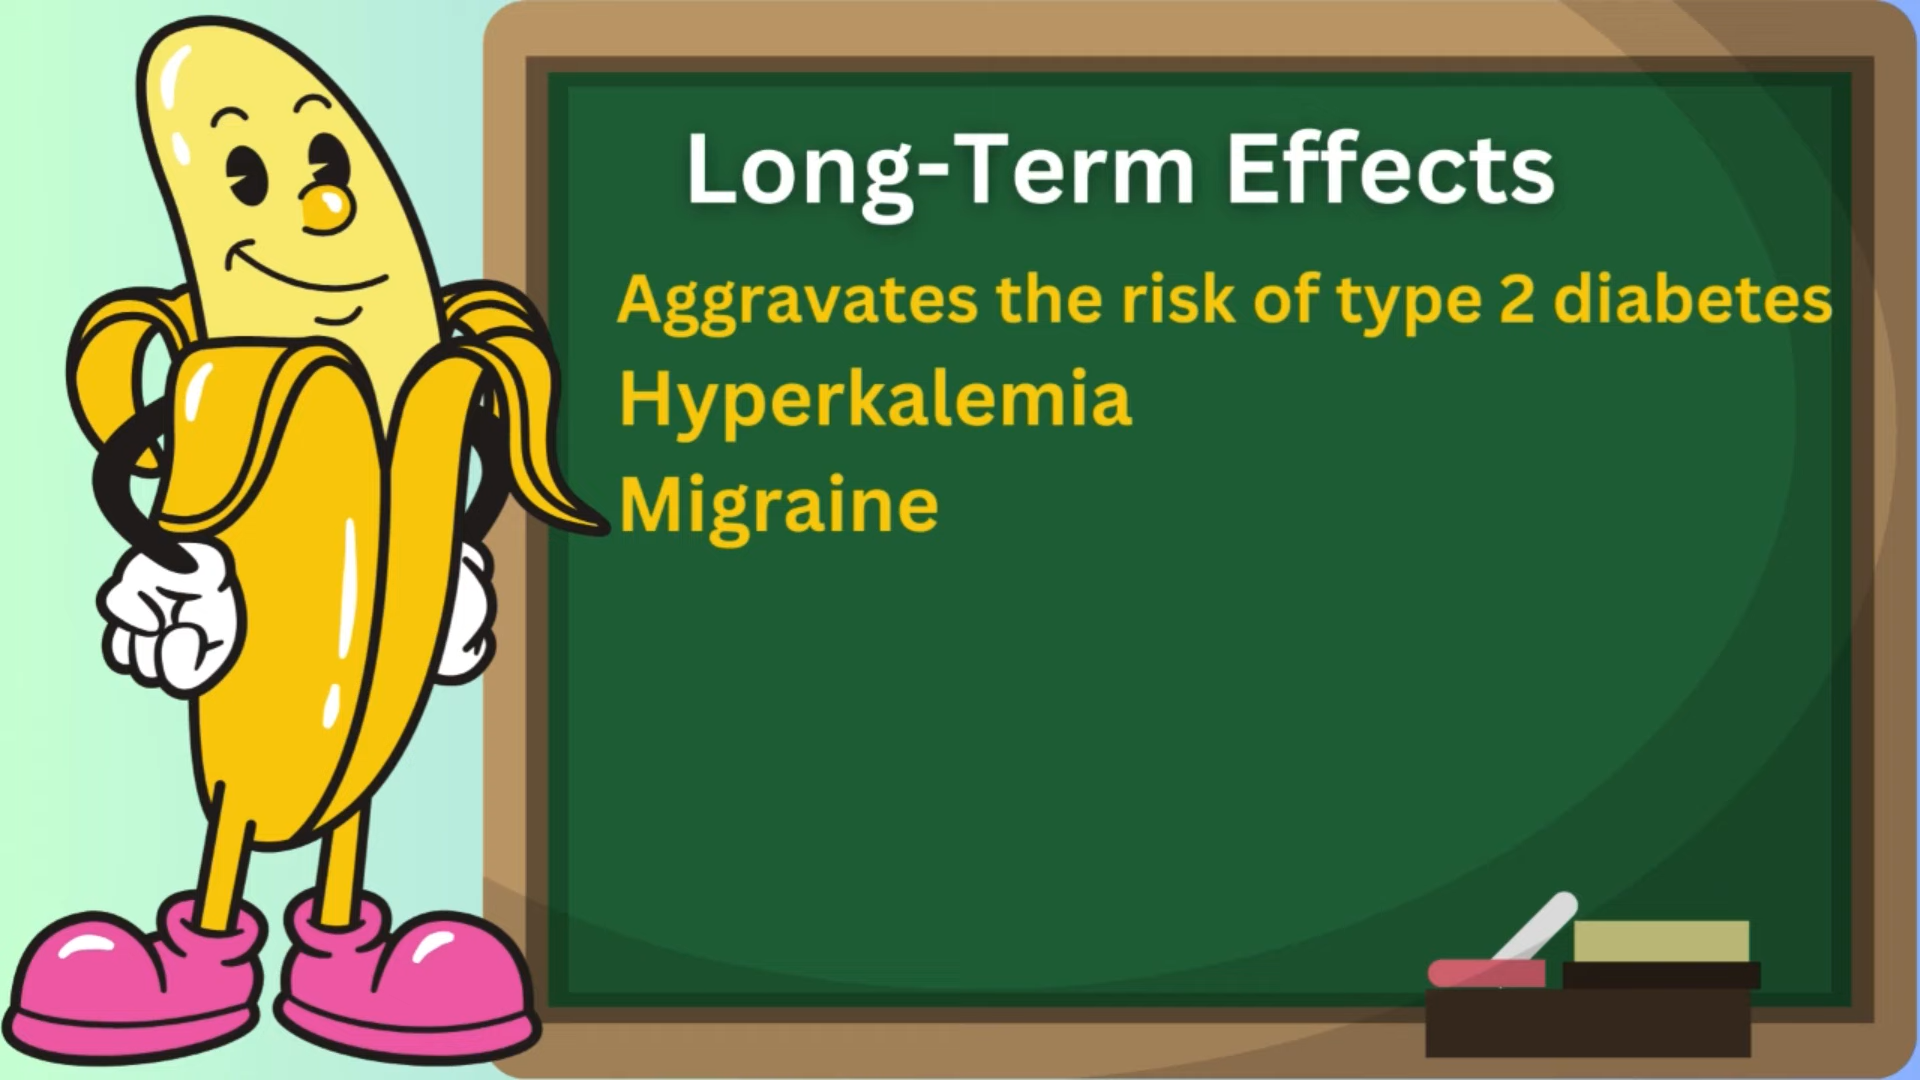 Long-Term Effects
Aggravates the risk of type 2 diabetes
Hyperkalemia
Migraine